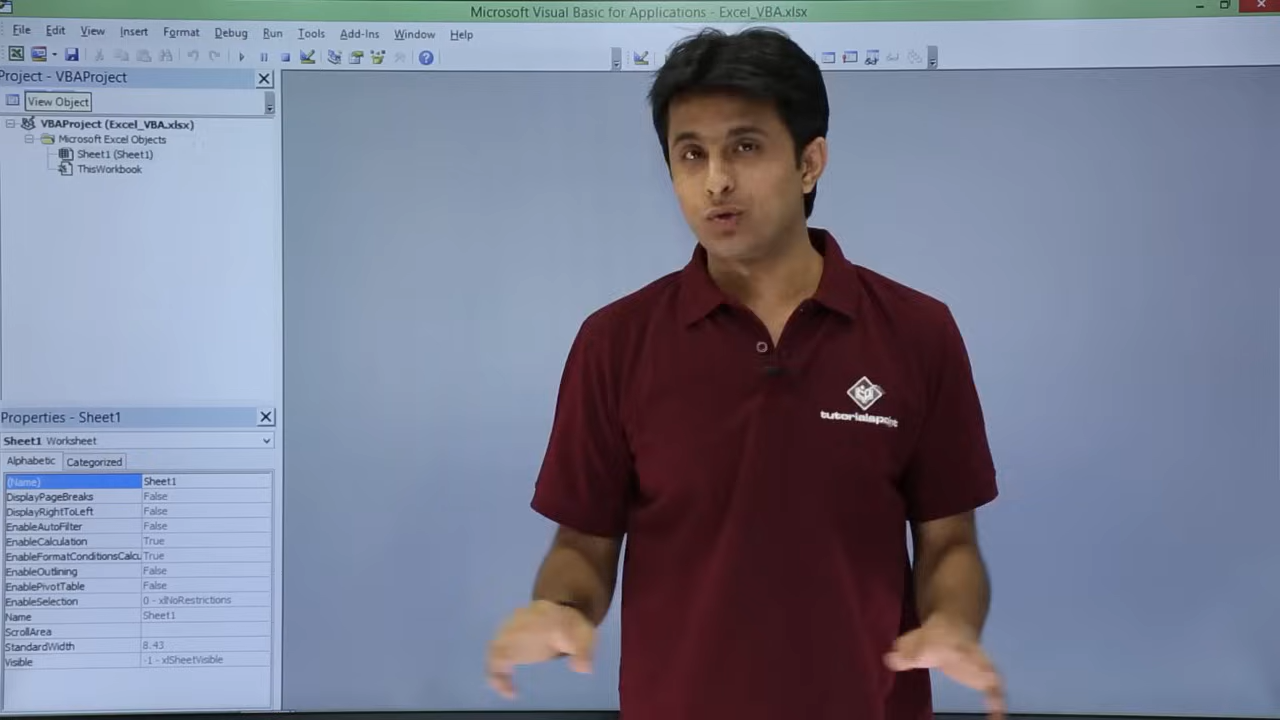 Microsoft Visual Basic for Applications - Excel_VBA.xlsx
File Edit View Insert Format Debug Run Tools Add-Ins Window Help
Project - VBAProject
View Object
VBAProject (Excel_VBA.xlsx)
Microsoft Excel Objects
Sheet1 (Sheet1)
ThisWorkbook
Properties - Sheet1
Sheet1 Worksheet
Alphabetic Categorized
(Name) Sheet1
DisplayPageBreaks False
DisplayRightToLeft False
EnableAutoFilter False
EnableCalculation True
EnableFormatConditionsCalcu True
EnableOutlining False
EnablePivotTable False
EnableSelection 0 - xlNoRestrictions
Name Sheet1
ScrollArea
StandardWidth 8.43
Visible -1 - xlSheetVisible
tutorialspoint